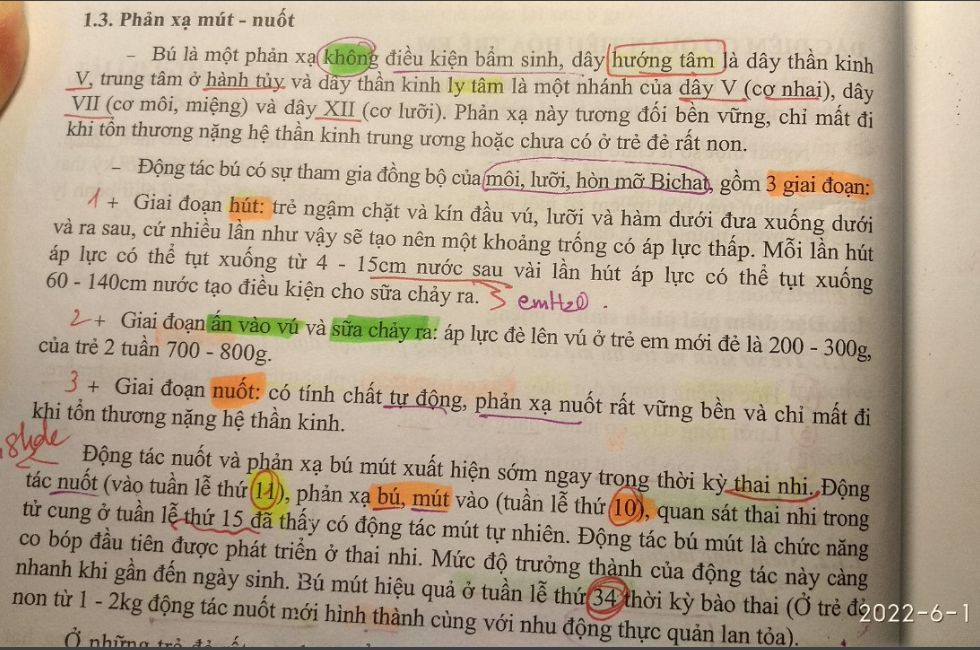 1.3. Phản xạ mút - nuốt
- Bú là một phản xạ không điều kiện bẩm sinh, dây hướng tâm là dây thần kinh
V, trung tâm ở hành tủy và dây thần kinh ly tâm là một nhánh của dây V (cơ nhai), dây
VII (cơ môi, miệng) và dây XII (cơ lưỡi). Phản xạ này tương đối bền vững, chỉ mất đi
khi tổn thương nặng hệ thần kinh trung ương hoặc chưa có ở trẻ đẻ rất non.
- Động tác bú có sự tham gia đồng bộ của môi, lưỡi, hòn mỡ Bichat, gồm 3 giai đoạn:
1 + Giai đoạn hút: trẻ ngậm chặt và kín đầu vú, lưỡi và hàm dưới đưa xuống dưới
và ra sau, cứ nhiều lần như vậy sẽ tạo nên một khoảng trống có áp lực thấp. Mỗi lần hút
áp lực có thể tụt xuống từ 4 - 15cm nước sau vài lần hút áp lực có thể tụt xuống
60 - 140cm nước tạo điều kiện cho sữa chảy ra. cmH2O
2 + Giai đoạn ấn vào vú và sữa chảy ra: áp lực đè lên vú ở trẻ em mới đẻ là 200 - 300g,
của trẻ 2 tuần 700 - 800g.
3 + Giai đoạn nuốt: có tính chất tự động, phản xạ nuốt rất vững bền và chỉ mất đi
khi tổn thương nặng hệ thần kinh.
Động tác nuốt và phản xạ bú mút xuất hiện sớm ngay trong thời kỳ thai nhi. Động
tác nuốt (vào tuần lễ thứ 11), phản xạ bú, mút vào (tuần lễ thứ 10), quan sát thai nhi trong
tử cung ở tuần lễ thứ 15 đã thấy có động tác mút tự nhiên. Động tác bú mút là chức năng
co bóp đầu tiên được phát triển ở thai nhi. Mức độ trưởng thành của động tác này càng
nhanh khi gần đến ngày sinh. Bú mút hiệu quả ở tuần lễ thứ 34 thời kỳ bào thai (Ở trẻ đẻ
non từ 1 - 2kg động tác nuốt mới hình thành cùng với nhu động thực quản lan tỏa).
2022-6-1
Ở những trẻ